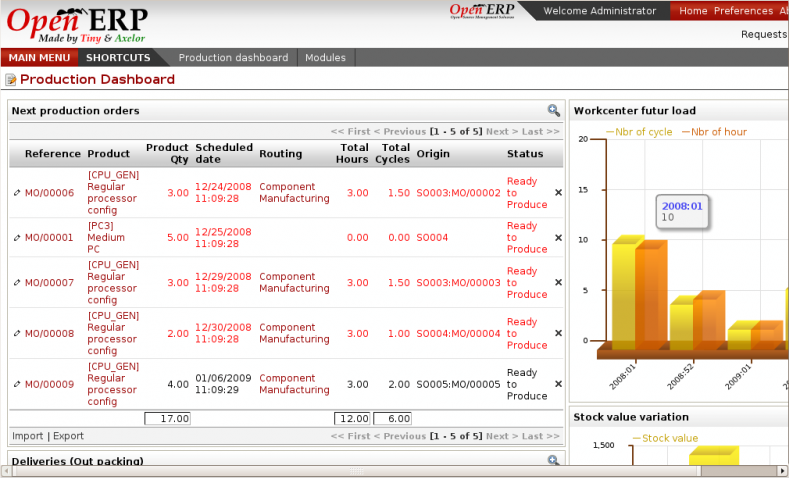 Open ERP
Made by Tiny & Axelor
Open ERP
Welcome Administrator
Home Preferences
Requests
MAIN MENU SHORTCUTS Production dashboard Modules
Production Dashboard
Next production orders
<< First < Previous [1 - 5 of 5] Next > Last >>
Reference Product Product Qty Scheduled date Routing Total Hours Total Cycles Origin Status
MO/00006 [CPU_GEN] Regular processor config 3.00 12/24/2008 11:09:28 Component Manufacturing 3.00 1.50 SO003:MO/00002 Ready to Produce
MO/00001 [PC3] Medium PC 5.00 12/25/2008 11:09:28 0.00 0.00 SO004 Ready to Produce
MO/00007 [CPU_GEN] Regular processor config 3.00 12/29/2008 11:09:28 Component Manufacturing 3.00 1.50 SO003:MO/00003 Ready to Produce
MO/00008 [CPU_GEN] Regular processor config 2.00 12/30/2008 11:09:28 Component Manufacturing 3.00 1.00 SO004:MO/00004 Ready to Produce
MO/00009 [CPU_GEN] Regular processor config 4.00 01/06/2009 11:09:29 Component Manufacturing 3.00 2.00 SO005:MO/00005 Ready to Produce
17.00 12.00 6.00
Import | Export
<< First < Previous [1 - 5 of 5] Next > Last >>
Deliveries (Out packing)
Workcenter futur load
Nbr of cycle Nbr of hour
20
15
10
5
0
2008:01
10
2008:01 2008:52 2009:01
Stock value variation
Stock value
1,500